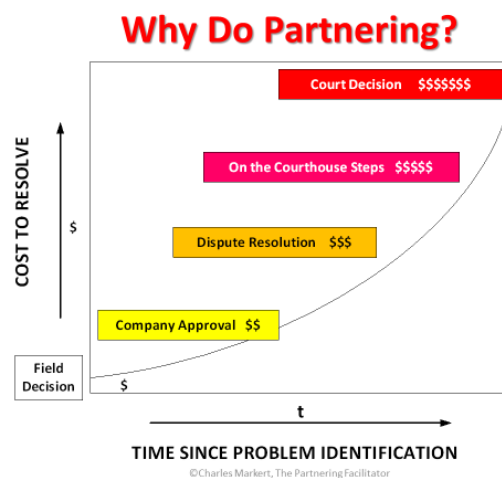 Why Do Partnering?
Court Decision $$$$$$$
On the Courthouse Steps $$$$$
COST TO RESOLVE
$
Dispute Resolution $$$
Company Approval $$
Field
Decision
$
t
TIME SINCE PROBLEM IDENTIFICATION
©Charles Markert, The Partnering Facilitator